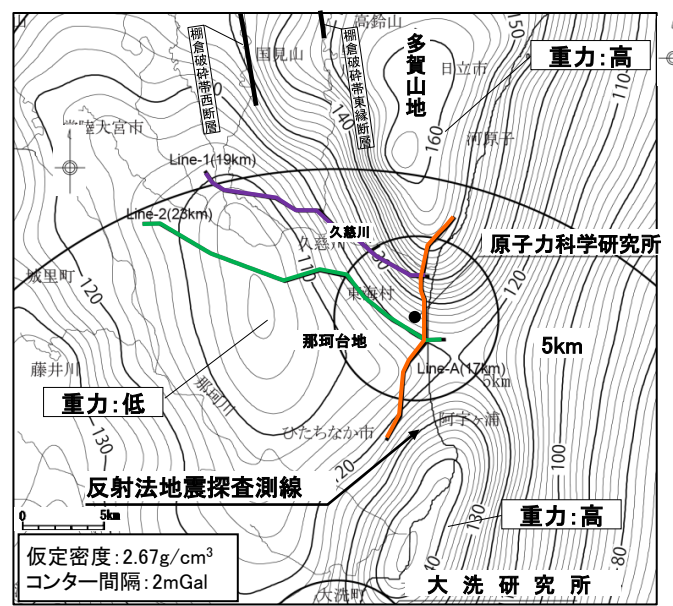 高鈴山
150
棚倉破砕帯西断層
国見山
棚倉破砕帯東縁断層
多賀山地
日立市
重力:高
110
常陸大宮市
140
160
河原子
Line-1(19km)
Line-2(23km)
久慈川
久慈川
原子力科学研究所
90
110
城里町
120
東海村
120
那珂台地
5km
藤井川
Line-A(17km)
5km
重力:低
那珂川
ひたちなか市
阿字ヶ浦
130
120
100
反射法地震探査測線
130
重力:高
0
5km
仮定密度:2.67g/cm³
コンター間隔:2mGal
80
大洗研究所
大洗町